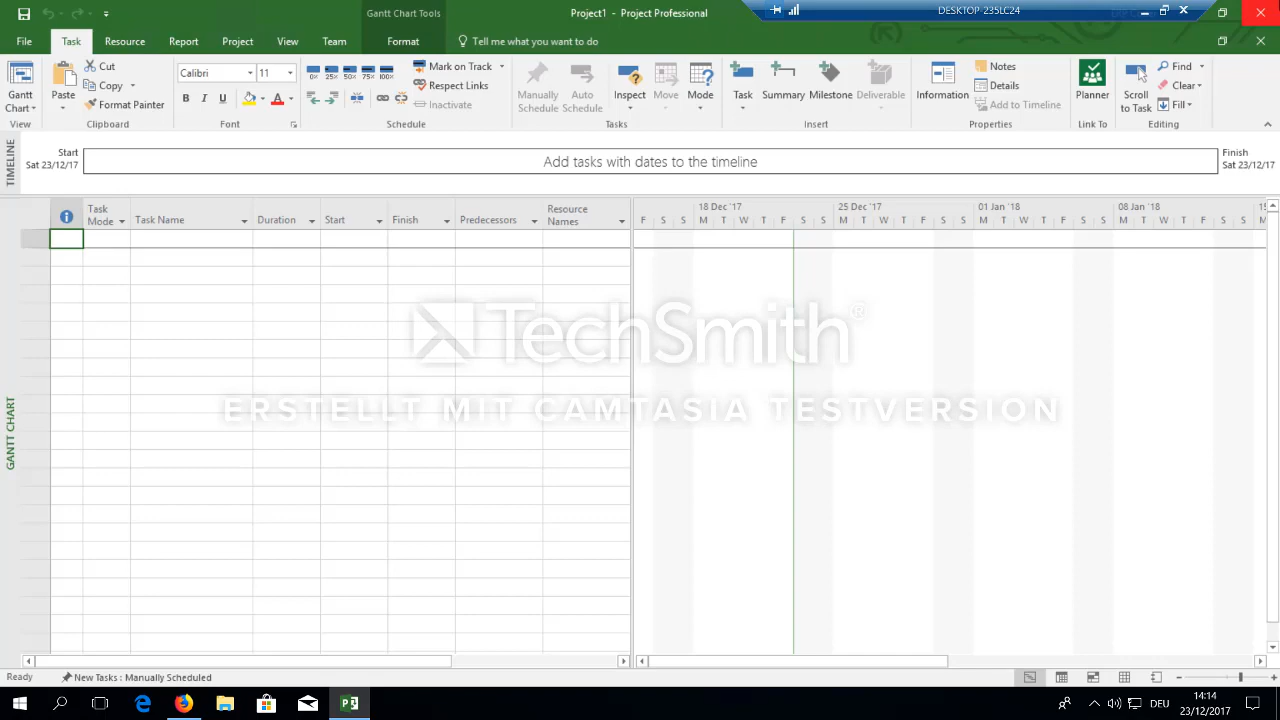 Gantt Chart Tools
Project1 - Project Professional
DESKTOP-235LC24
File Task Resource Report Project View Team Format Tell me what you want to do
Gantt Chart
View
Paste
Cut
Copy
Format Painter
Clipboard
Calibri 11
B I U A
Font
0% 25% 50% 75% 100%
Mark on Track
Respect Links
Inactivate
Schedule
Manually Schedule
Auto Schedule
Inspect
Move
Mode
Tasks
Task
Summary
Milestone
Deliverable
Insert
Information
Notes
Details
Add to Timeline
Properties
Planner
Link To
Scroll to Task
Find
Clear
Fill
Editing
TIMELINE
Start
Sat 23/12/17
Add tasks with dates to the timeline
Finish
Sat 23/12/17
Task Mode Task Name Duration Start Finish Predecessors Resource Names
18 Dec '17 25 Dec '17 01 Jan '18 08 Jan '18
F S S M T W T F S S M T W T F S S M T W T F S S M T W T F S S M
TechSmith®
ERSTELLT MIT CAMTASIA TESTVERSION
GANTT CHART
Ready New Tasks : Manually Scheduled
DEU
14:14
23/12/2017